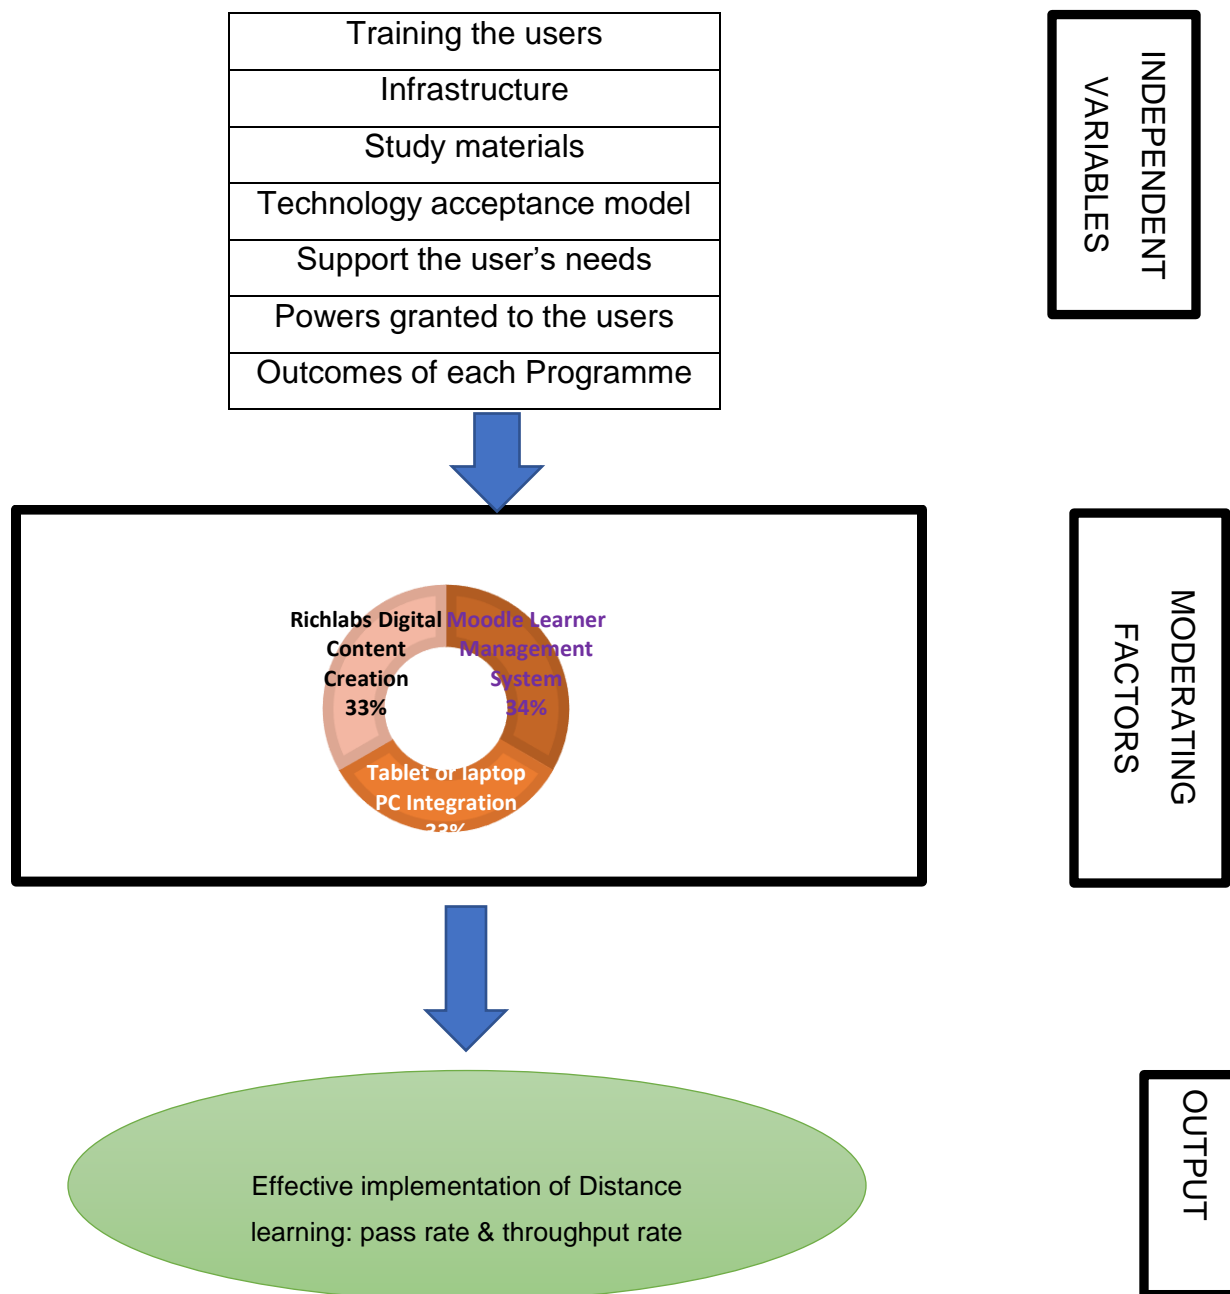 Training the users
Infrastructure
Study materials
Technology acceptance model
Support the user’s needs
Powers granted to the users
Outcomes of each Programme
INDEPENDENT
VARIABLES
Richlabs Digital
Content
Creation
33%
Moodle Learner
Management
System
34%
Tablet or laptop
PC Integration
33%
MODERATING
FACTORS
Effective implementation of Distance
learning: pass rate & throughput rate
OUTPUT